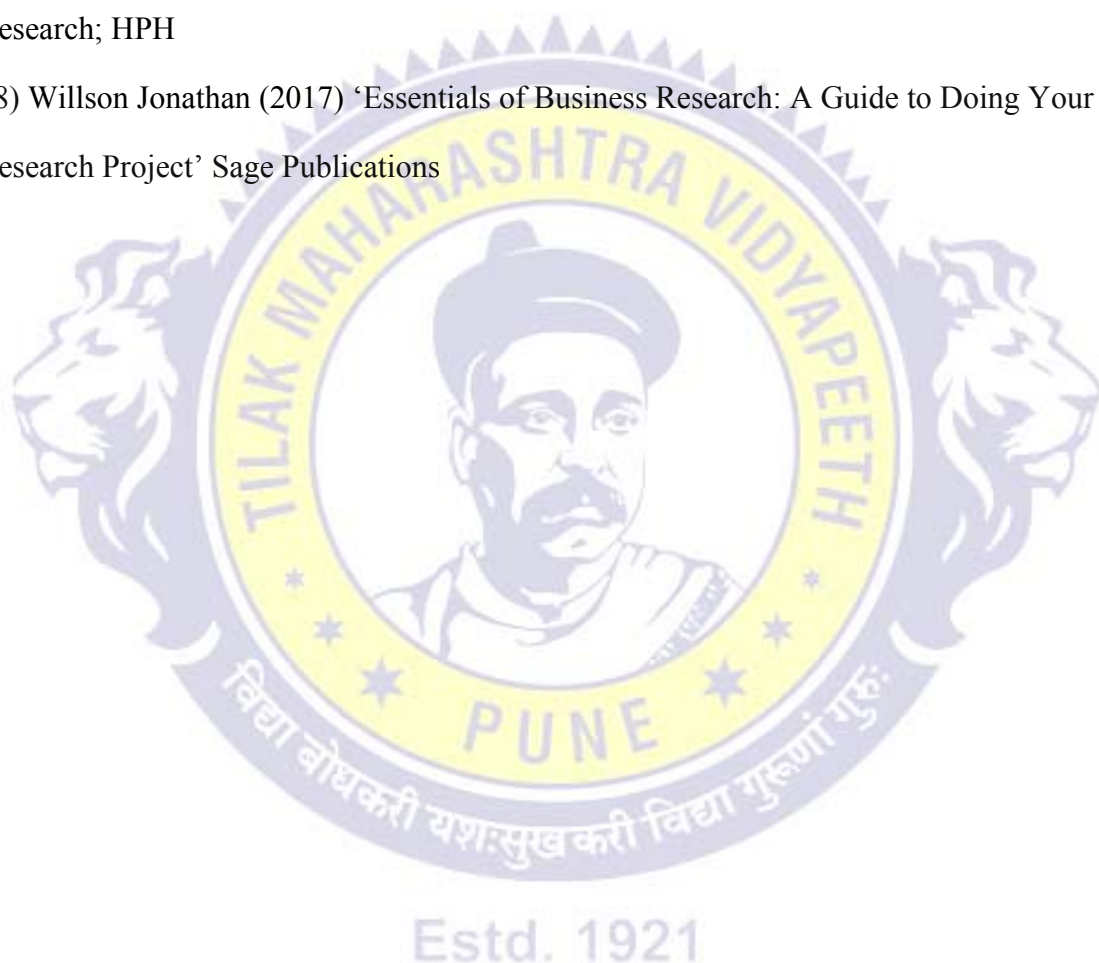 esearch; HPH
8) Willson Jonathan (2017) ‘Essentials of Business Research: A Guide to Doing Your
esearch Project’ Sage Publications
TILAK MAHARASHTRA VIDYAPEETH
PUNE
विद्या बोधकरी यशःसुखकरी विद्या गुरूणां गुरुः
Estd. 1921